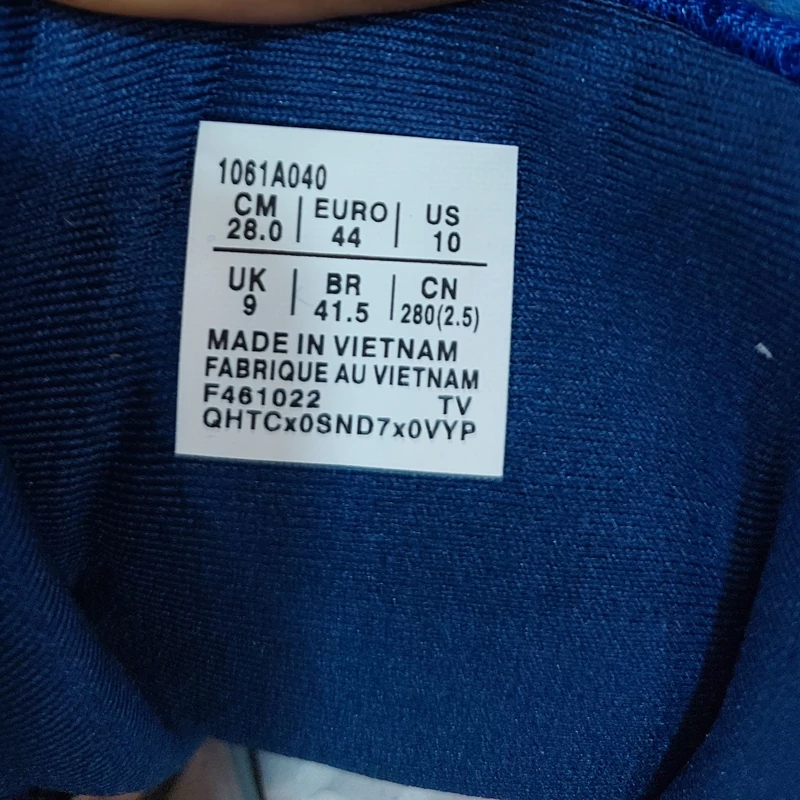 1061A040
CM | EURO | US
28.0 | 44 | 10
UK | BR | CN
9 | 41.5 | 280(2.5)
MADE IN VIETNAM
FABRIQUE AU VIETNAM
F461022 TV
QHTCx0SND7x0VYP